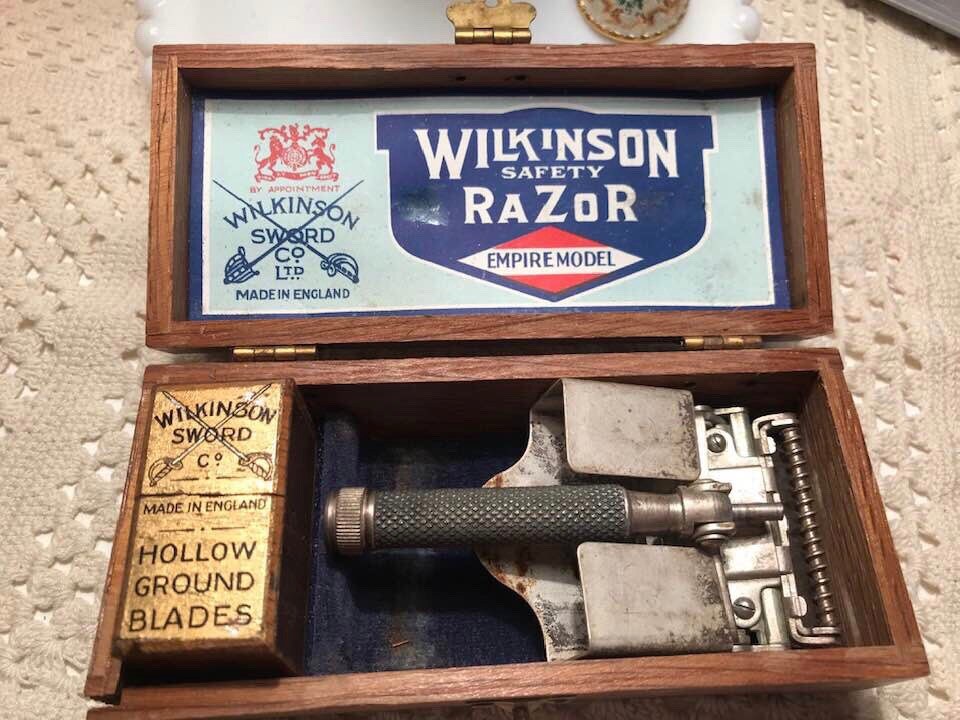 BY APPOINTMENT
WILKINSON
SWORD
Co
LTD
MADE IN ENGLAND
WILKINSON
SAFETY
RAZOR
EMPIRE MODEL
WILKINSON
SWORD
Co
MADE IN ENGLAND
HOLLOW
GROUND
BLADES